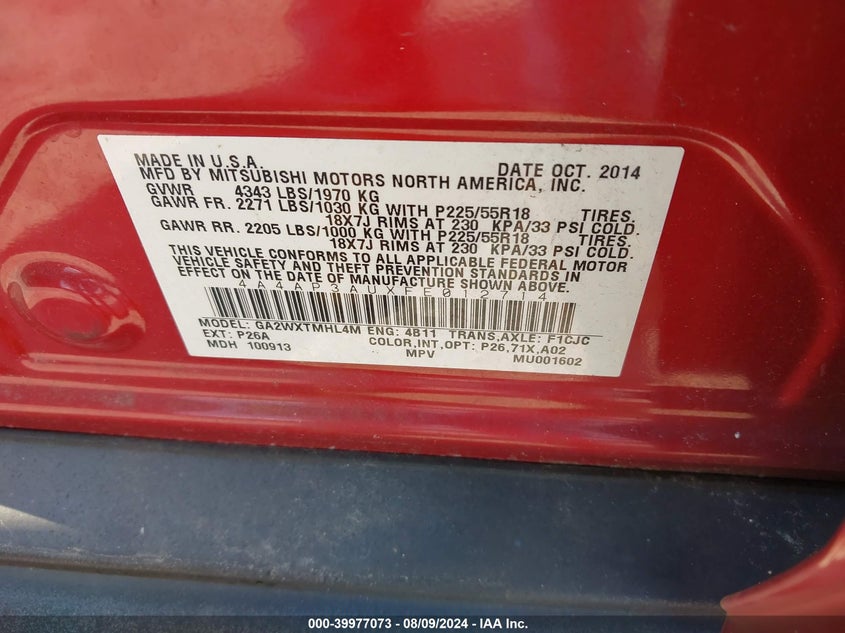 MADE IN U.S.A. DATE OCT. 2014
MFD BY MITSUBISHI MOTORS NORTH AMERICA, INC.
GVWR 4343 LBS/1970 KG
GAWR FR. 2271 LBS/1030 KG WITH P225/55R18 TIRES.
18X7J RIMS AT 230 KPA/33 PSI COLD.
GAWR RR. 2205 LBS/1000 KG WITH P225/55R18 TIRES.
18X7J RIMS AT 230 KPA/33 PSI COLD.
THIS VEHICLE CONFORMS TO ALL APPLICABLE FEDERAL MOTOR
VEHICLE SAFETY AND THEFT PREVENTION STANDARDS IN
EFFECT ON THE DATE OF MANUFACTURE SHOWN ABOVE.
4A4AP3AUXFE012714
MODEL: GA2WXTMHL4M ENG: 4B11 TRANS,AXLE: F1CJC
EXT: P26A COLOR,INT,OPT: P26,71X,A02
MDH 100913 MPV MU001602
000-39977073 - 08/09/2024 - IAA Inc.